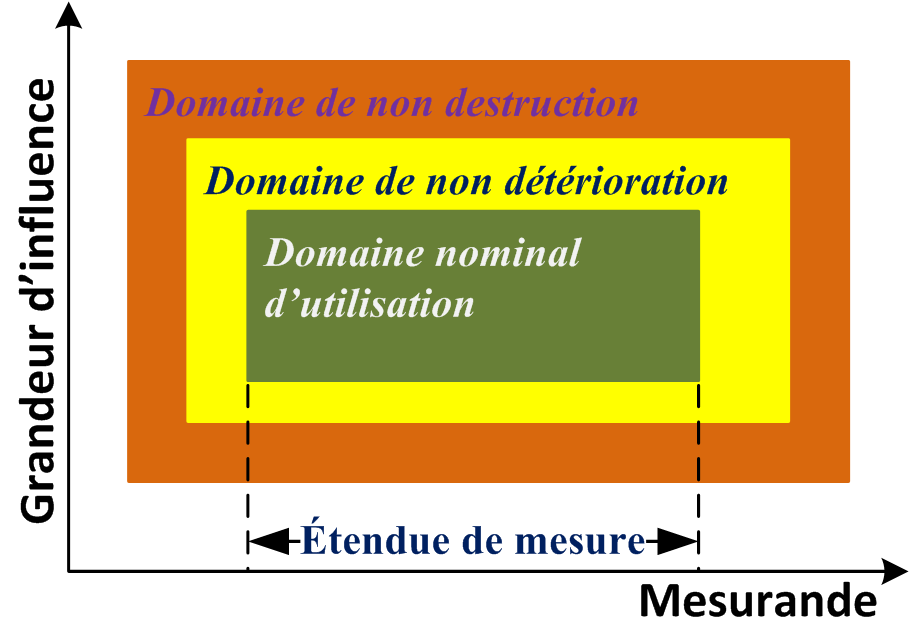 Grandeur d'influence
Domaine de non destruction
Domaine de non détérioration
Domaine nominal
d'utilisation
Étendue de mesure
Mesurande